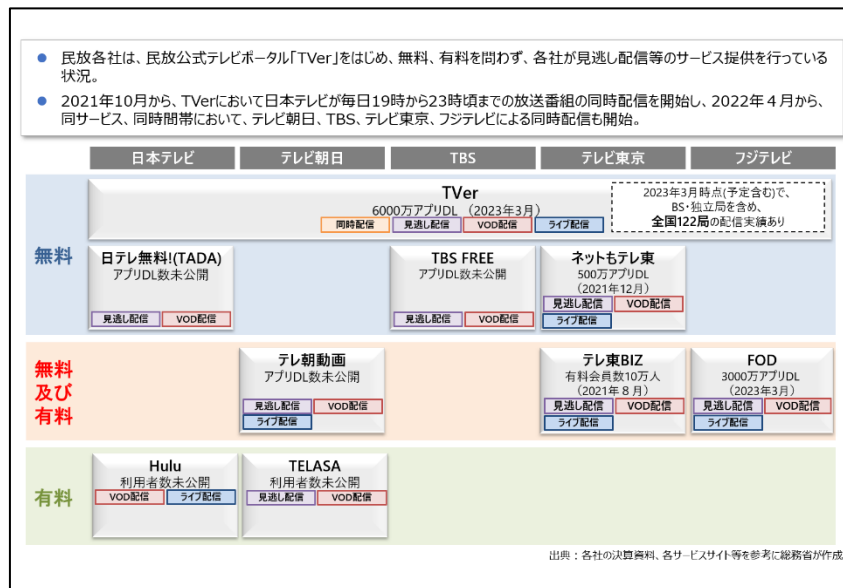 ● 民放各社は、民放公式テレビポータル「TVer」をはじめ、無料、有料を問わず、各社が見逃し配信等のサービス提供を行っている
状況。
● 2021年10月から、TVerにおいて日本テレビが毎日19時から23時頃までの放送番組の同時配信を開始し、2022年４月から、
同サービス、同時間帯において、テレビ朝日、TBS、テレビ東京、フジテレビによる同時配信も開始。
日本テレビ テレビ朝日 TBS テレビ東京 フジテレビ
無料
TVer
6000万アプリDL （2023年3月）
同時配信 見逃し配信 VOD配信 ライブ配信
2023年3月時点(予定含む)で、
BS・独立局を含め、
全国122局の配信実績あり
日テレ無料!(TADA)
アプリDL数未公開
見逃し配信 VOD配信
TBS FREE
アプリDL数未公開
見逃し配信 VOD配信
ネットもテレ東
500万アプリDL
（2021年12月）
見逃し配信 VOD配信
ライブ配信
無料
及び
有料
テレ朝動画
アプリDL数未公開
見逃し配信 VOD配信
ライブ配信
テレ東BIZ
有料会員数10万人
（2021年８月）
見逃し配信 VOD配信
ライブ配信
FOD
3000万アプリDL
（2023年3月）
見逃し配信 VOD配信
ライブ配信
有料
Hulu
利用者数未公開
VOD配信 ライブ配信
TELASA
利用者数未公開
見逃し配信 VOD配信
出典：各社の決算資料、各サービスサイト等を参考に総務省が作成